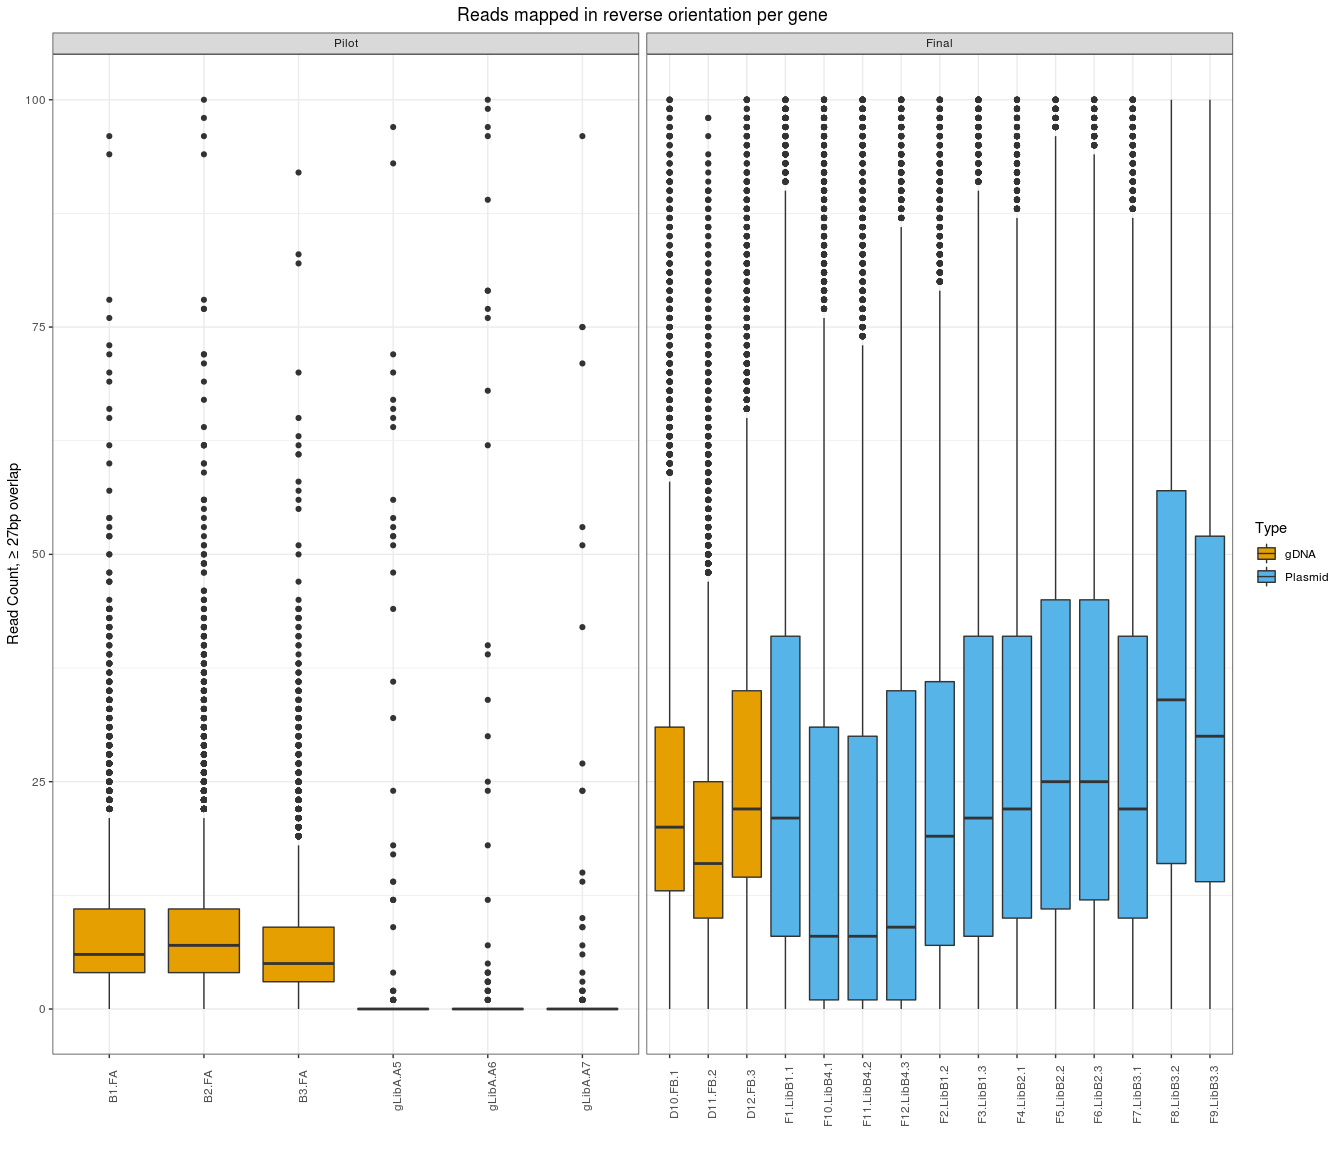 Reads mapped in reverse orientation per gene
Pilot
Final
Read Count, ≥ 27bp overlap
100
75
50
25
0
B1.FA
B2.FA
B3.FA
gLibA.A5
gLibA.A6
gLibA.A7
D10.FB.1
D11.FB.2
D12.FB.3
F1.LibB1.1
F10.LibB4.1
F11.LibB4.2
F12.LibB4.3
F2.LibB1.2
F3.LibB1.3
F4.LibB2.1
F5.LibB2.2
F6.LibB2.3
F7.LibB3.1
F8.LibB3.2
F9.LibB3.3
Type
gDNA
Plasmid